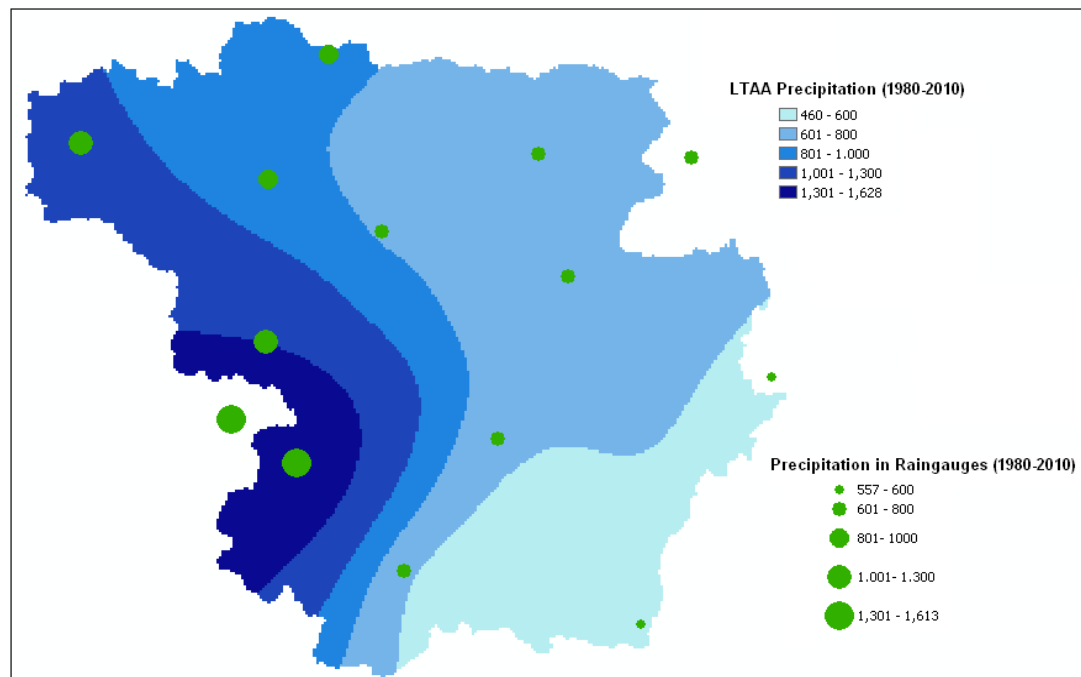 LTAA Precipitation (1980-2010)
460 - 600
601 - 800
801 - 1.000
1,001 - 1,300
1,301 - 1,628
Precipitation in Raingauges (1980-2010)
557 - 600
601 - 800
801- 1000
1.001- 1.300
1,301 - 1,613